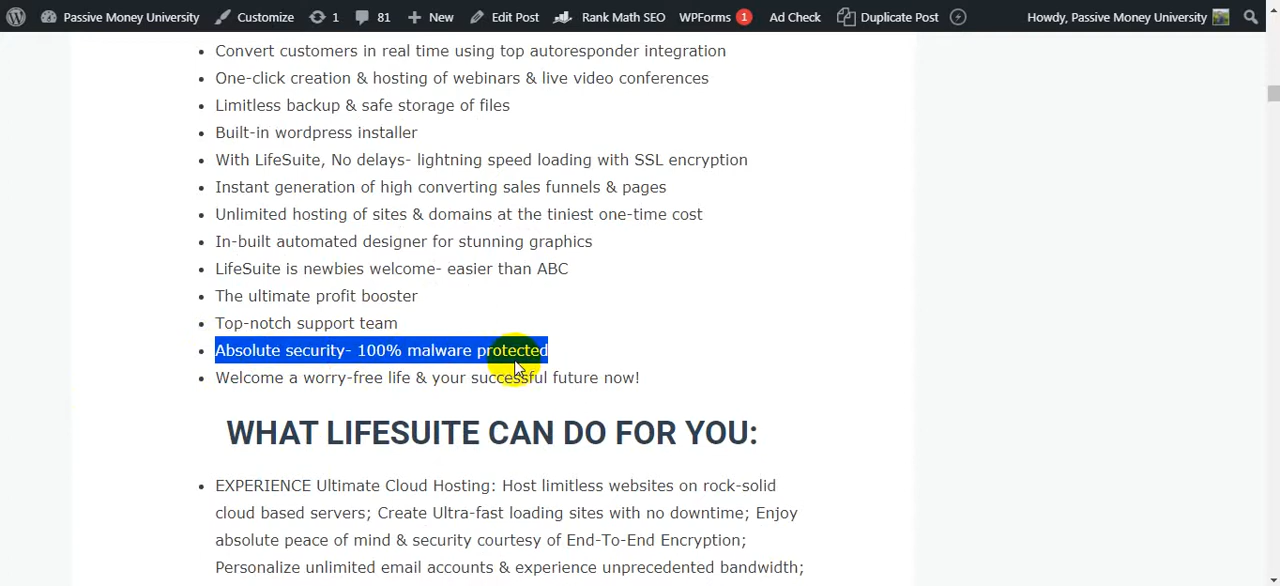 Passive Money University Customize 1 81 New Edit Post Rank Math SEO WPForms 1 Ad Check Duplicate Post Howdy, Passive Money University
Convert customers in real time using top autoresponder integration
One-click creation & hosting of webinars & live video conferences
Limitless backup & safe storage of files
Built-in wordpress installer
With LifeSuite, No delays- lightning speed loading with SSL encryption
Instant generation of high converting sales funnels & pages
Unlimited hosting of sites & domains at the tiniest one-time cost
In-built automated designer for stunning graphics
LifeSuite is newbies welcome- easier than ABC
The ultimate profit booster
Top-notch support team
Absolute security- 100% malware protected
Welcome a worry-free life & your successful future now!
WHAT LIFESUITE CAN DO FOR YOU:
EXPERIENCE Ultimate Cloud Hosting: Host limitless websites on rock-solid
cloud based servers; Create Ultra-fast loading sites with no downtime; Enjoy
absolute peace of mind & security courtesy of End-To-End Encryption;
Personalize unlimited email accounts & experience unprecedented bandwidth;